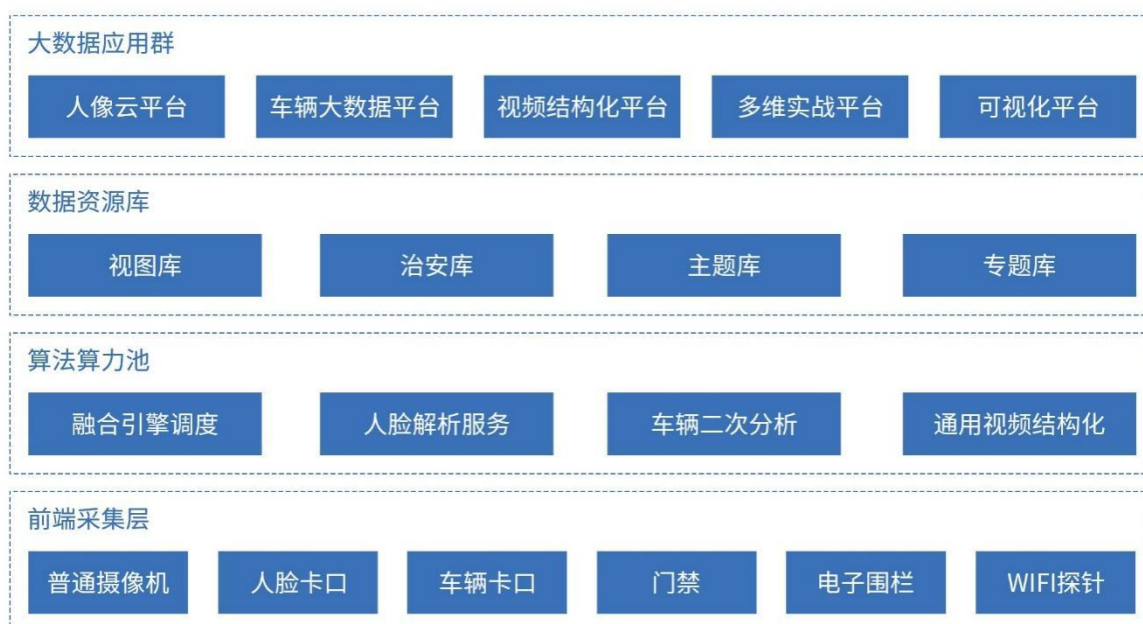 大数据应用群
人像云平台 车辆大数据平台 视频结构化平台 多维实战平台 可视化平台
数据资源库
视图库 治安库 主题库 专题库
算法算力池
融合引擎调度 人脸解析服务 车辆二次分析 通用视频结构化
前端采集层
普通摄像机 人脸卡口 车辆卡口 门禁 电子围栏 WIFI探针